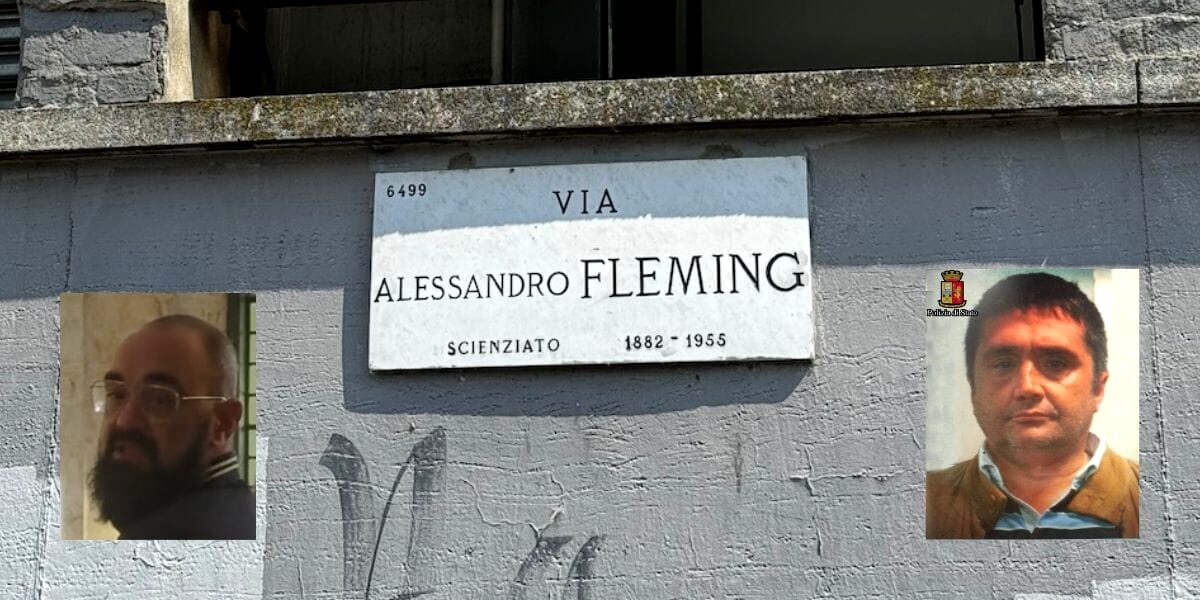 6499
VIA
ALESSANDRO FLEMING
SCIENZIATO 1882 - 1955
Polizia di Stato